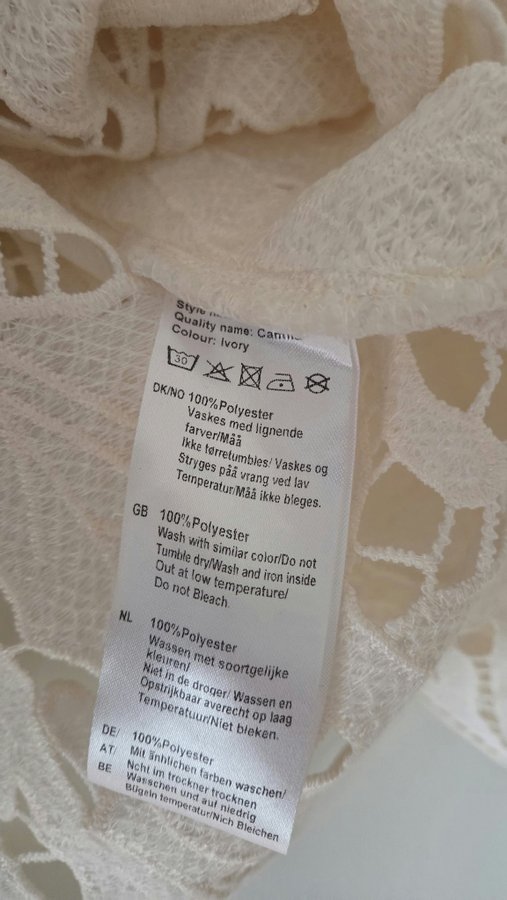 Style
Quality name:
Colour: Ivory
30
DK/NO 100%Polyester
Vaskes med lignende
farver/Måå
Ikke tørretumbles/ Vaskes og
Stryges påå vrang ved lav
Temperatur/Måå ikke bleges.
GB 100%Polyester
Wash with similar color/Do not
Tumble dry/Wash and iron inside
Out at low temperature/
Do not Bleach.
NL 100%Polyester
Wassen met soortgelijke
kleuren/
Niet in de droger/ Wassen en
Opstrijkbaar averecht op laag
Temperatuur/Niet bleken.
DE/ 100%Polyester
AT/ Mit ähnlichen farben waschen/
BE Ncht im trockner trocknen
Wasschen und auf niedrig
Bügeln temperatur/Nich Bleichen